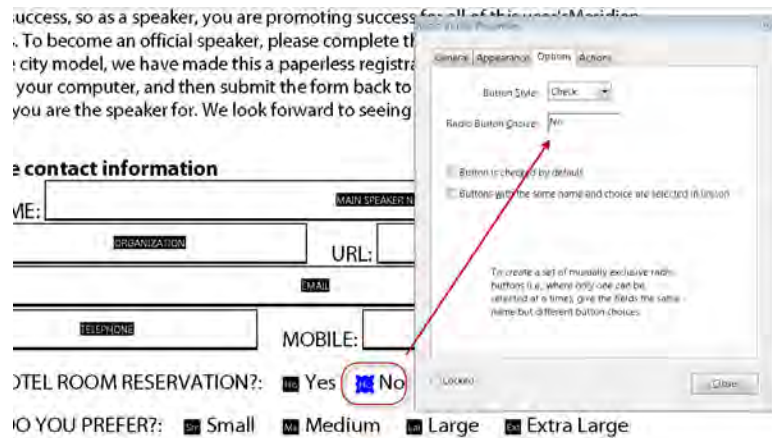 success, so as a speaker, you are promoting success for all of this year's Meridian
s. To become an official speaker, please complete th
city model, we have made this a paperless registra
your computer, and then submit the form back to
you are the speaker for. We look forward to seeing
General Appearance Options Actions
Button Style: Check
Radio Button Choice: No
Button is checked by default
Buttons with the same name and choice are selected in unison
To create a set of mutually exclusive radio
buttons (i.e., where only one can be
selected at a time), give the fields the same
name but different button choices.
Locked
Close
e contact information
ME: MAIN SPEAKER N
ORGANIZATION URL:
EMAIL
TELEPHONE MOBILE:
OTEL ROOM RESERVATION?: No Yes No No
DO YOU PREFER?: Small Medium Large Extra Large